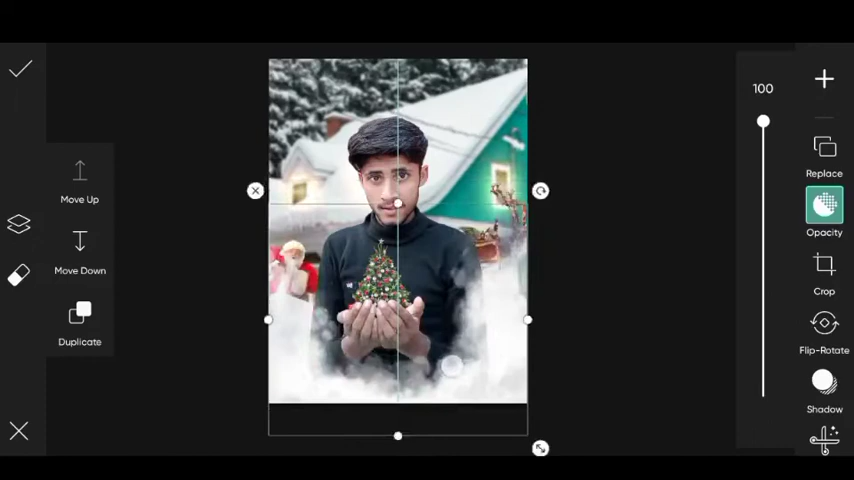 Move Up
Move Down
Duplicate
100
Replace
Opacity
Crop
Flip-Rotate
Shadow